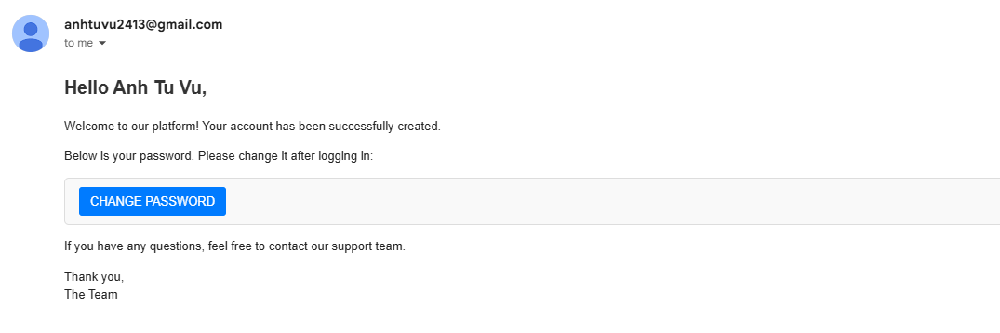 anhtuvu2413@gmail.com
to me
Hello Anh Tu Vu,
Welcome to our platform! Your account has been successfully created.
Below is your password. Please change it after logging in:
CHANGE PASSWORD
If you have any questions, feel free to contact our support team.
Thank you,
The Team